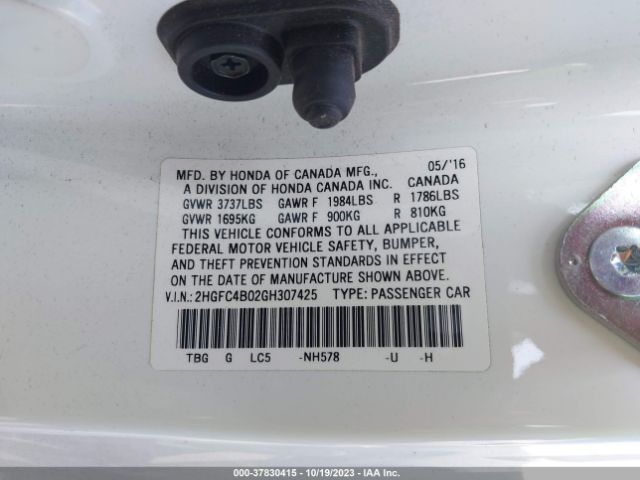 MFD. BY HONDA OF CANADA MFG., 05/'16
A DIVISION OF HONDA CANADA INC. CANADA
GVWR 3737LBS GAWR F 1984LBS R 1786LBS
GVWR 1695KG GAWR F 900KG R 810KG
THIS VEHICLE CONFORMS TO ALL APPLICABLE
FEDERAL MOTOR VEHICLE SAFETY, BUMPER,
AND THEFT PREVENTION STANDARDS IN EFFECT
ON THE DATE OF MANUFACTURE SHOWN ABOVE.
V.I.N.: 2HGFC4B02GH307425 TYPE: PASSENGER CAR
TBG G LC5 -NH578 -U -H
000-37830415 - 10/19/2023 - IAA Inc.